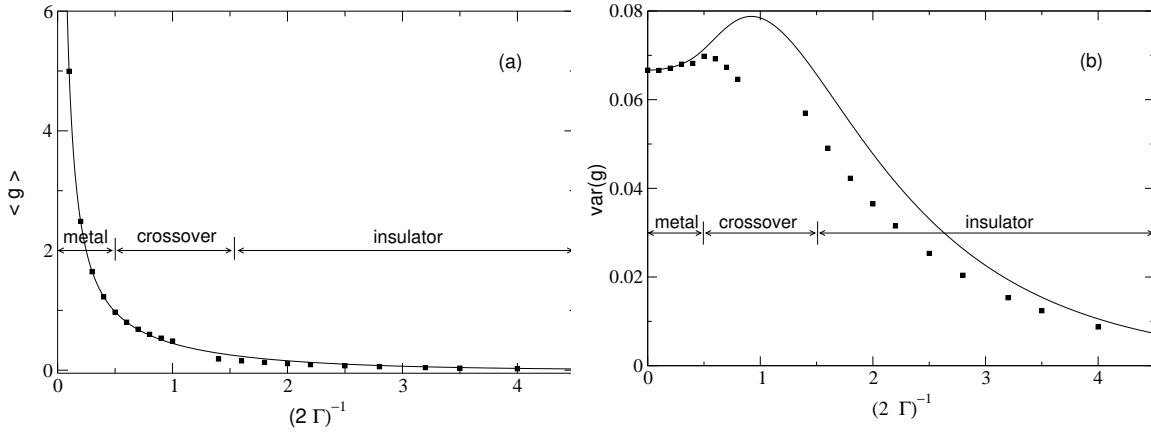 6
(a)
4
< g >
metal
crossover
insulator
2
0
0
1
2
3
4
(2 Γ)⁻¹
0.08
(b)
0.06
var(g)
0.04
metal
crossover
insulator
0.02
0
0
1
2
3
4
(2 Γ)⁻¹